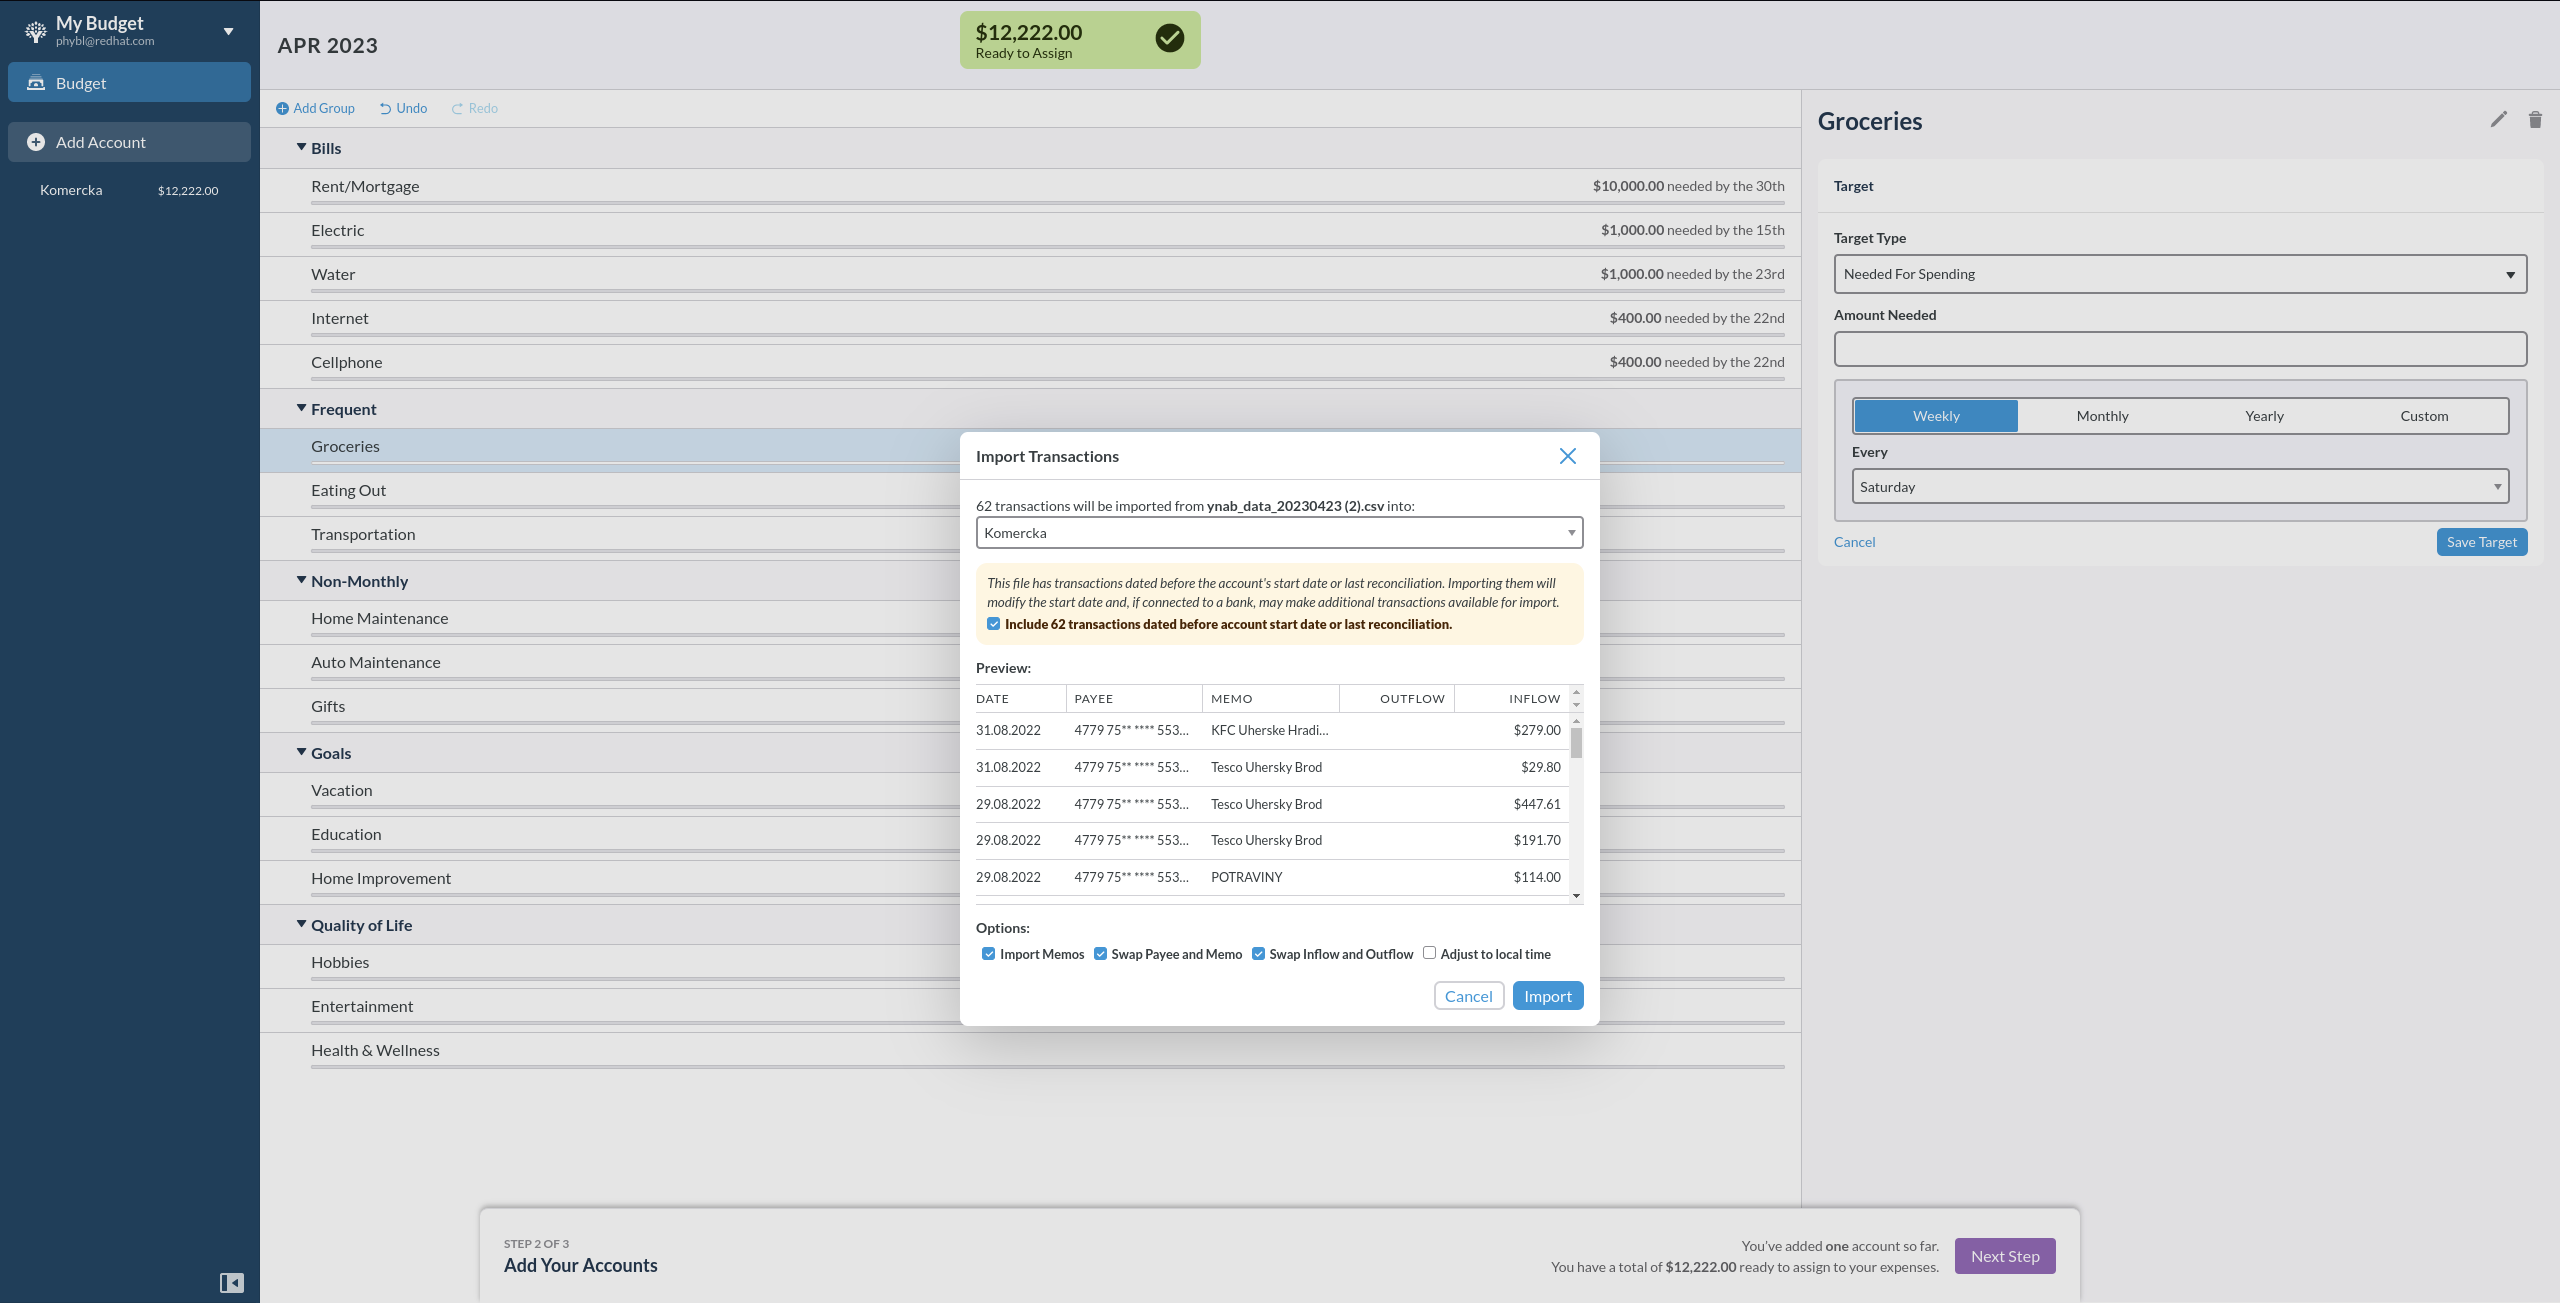 My Budget
phybl@redhat.com
Budget
Add Account
Komercka $12,222.00
APR 2023
$12,222.00
Ready to Assign
Add Group Undo Redo
Bills
Rent/Mortgage $10,000.00 needed by the 30th
Electric $1,000.00 needed by the 15th
Water $1,000.00 needed by the 23rd
Internet $400.00 needed by the 22nd
Cellphone $400.00 needed by the 22nd
Frequent
Groceries
Eating Out
Transportation
Non-Monthly
Home Maintenance
Auto Maintenance
Gifts
Goals
Vacation
Education
Home Improvement
Quality of Life
Hobbies
Entertainment
Health & Wellness
Import Transactions
62 transactions will be imported from ynab_data_20230423 (2).csv into:
Komercka
This file has transactions dated before the account's start date or last reconciliation. Importing them will
modify the start date and, if connected to a bank, may make additional transactions available for import.
Include 62 transactions dated before account start date or last reconciliation.
Preview:
DATE PAYEE MEMO OUTFLOW INFLOW
31.08.2022 4779 75** **** 553... KFC Uherske Hradi... $279.00
31.08.2022 4779 75** **** 553... Tesco Uhersky Brod $29.80
29.08.2022 4779 75** **** 553... Tesco Uhersky Brod $447.61
29.08.2022 4779 75** **** 553... Tesco Uhersky Brod $191.70
29.08.2022 4779 75** **** 553... POTRAVINY $114.00
Options:
Import Memos Swap Payee and Memo Swap Inflow and Outflow Adjust to local time
Cancel Import
Groceries
Target
Target Type
Needed For Spending
Amount Needed
Weekly Monthly Yearly Custom
Every
Saturday
Cancel Save Target
STEP 2 OF 3
Add Your Accounts
You've added one account so far.
You have a total of $12,222.00 ready to assign to your expenses.
Next Step